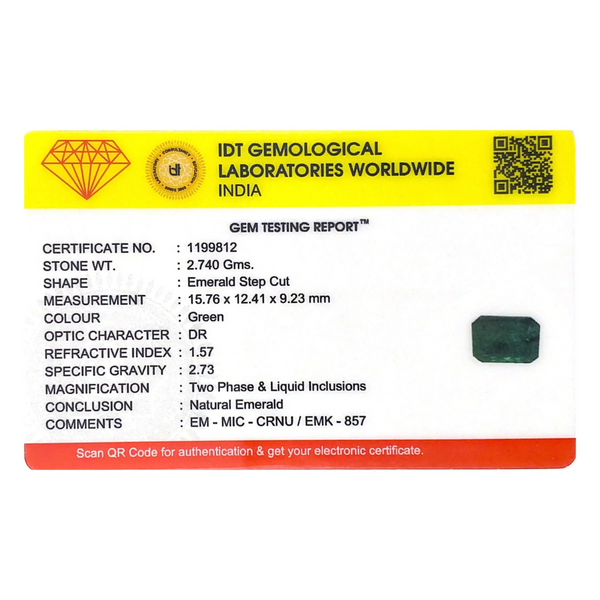 IDT GEMOLOGICAL
LABORATORIES WORLDWIDE
INDIA
GEM TESTING REPORT™
CERTIFICATE NO. : 1199812
STONE WT. : 2.740 Gms.
SHAPE : Emerald Step Cut
MEASUREMENT : 15.76 x 12.41 x 9.23 mm
COLOUR : Green
OPTIC CHARACTER : DR
REFRACTIVE INDEX : 1.57
SPECIFIC GRAVITY : 2.73
MAGNIFICATION : Two Phase & Liquid Inclusions
CONCLUSION : Natural Emerald
COMMENTS : EM - MIC - CRNU / EMK - 857
Scan QR Code for authentication & get your electronic certificate.